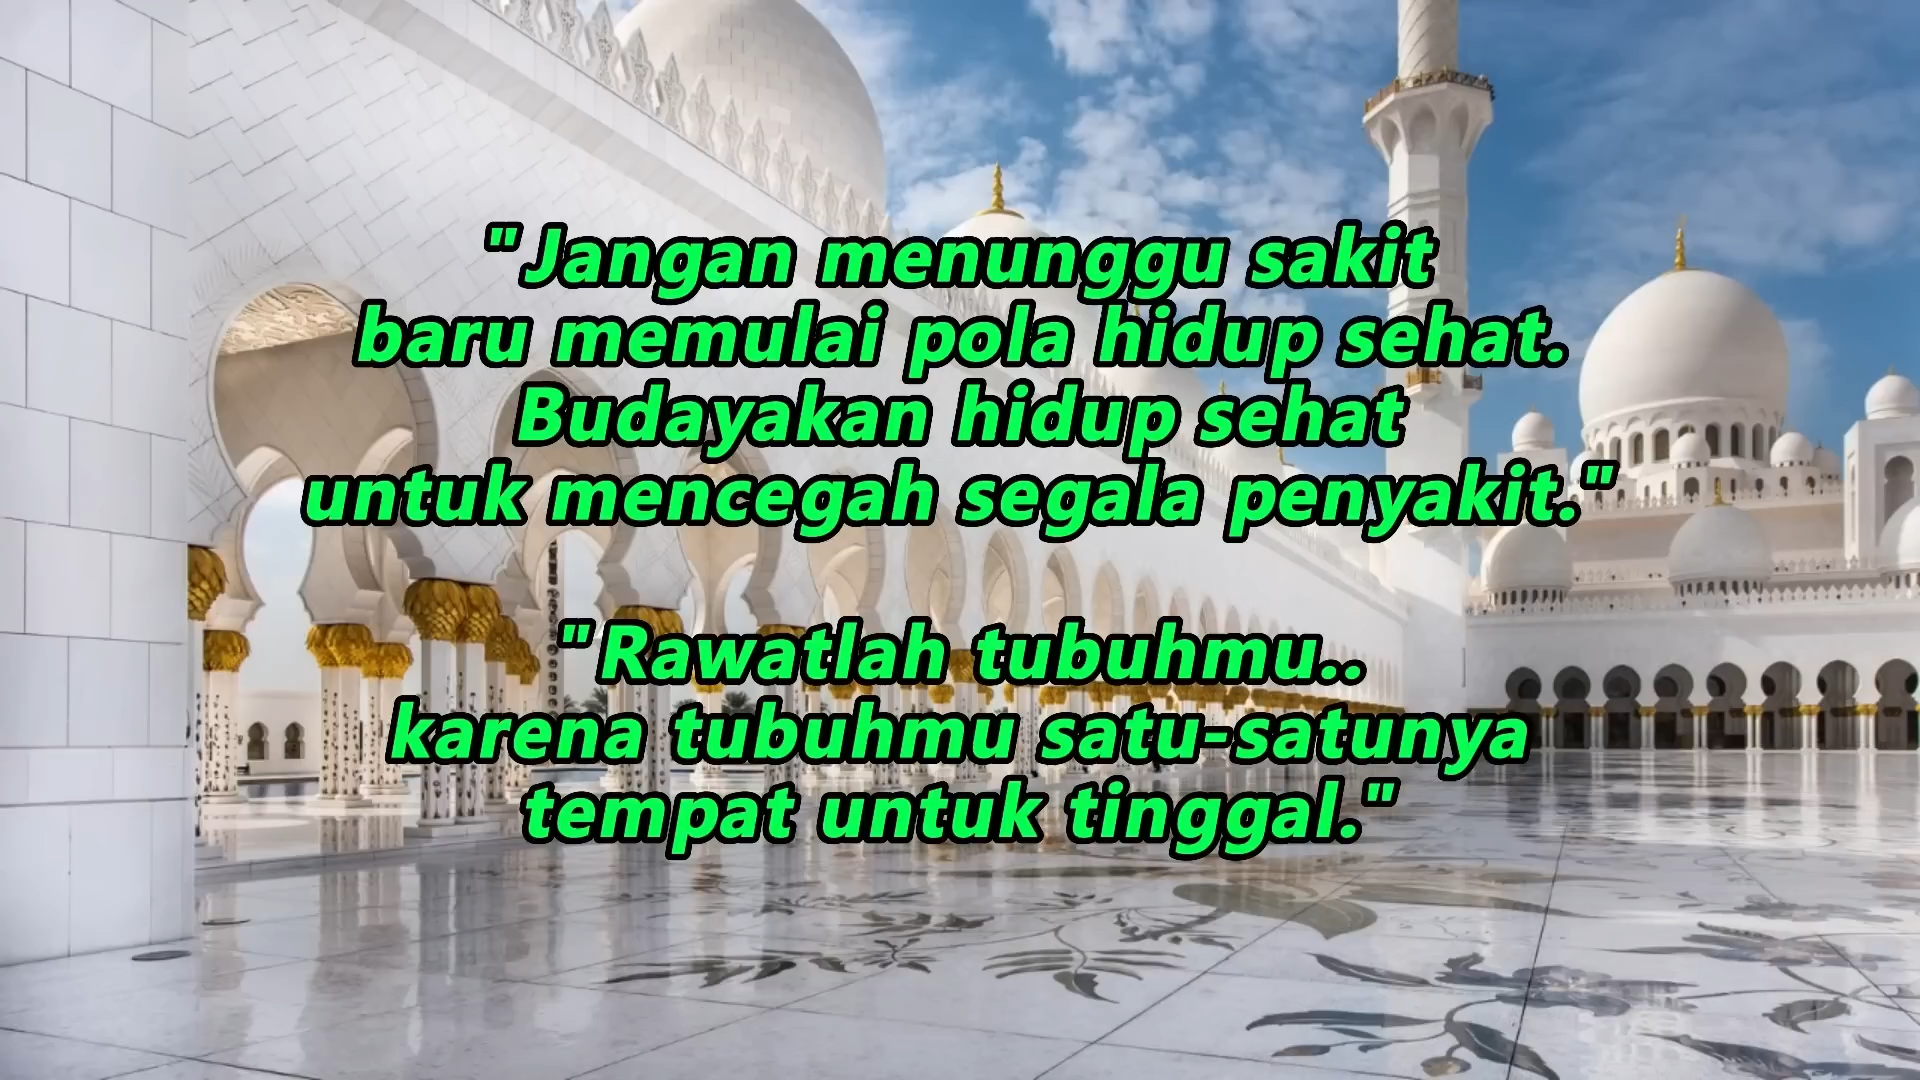 "Jangan menunggu sakit
baru memulai pola hidup sehat.
Budayakan hidup sehat
untuk mencegah segala penyakit."
"Rawatlah tubuhmu..
karena tubuhmu satu-satunya
tempat untuk tinggal."